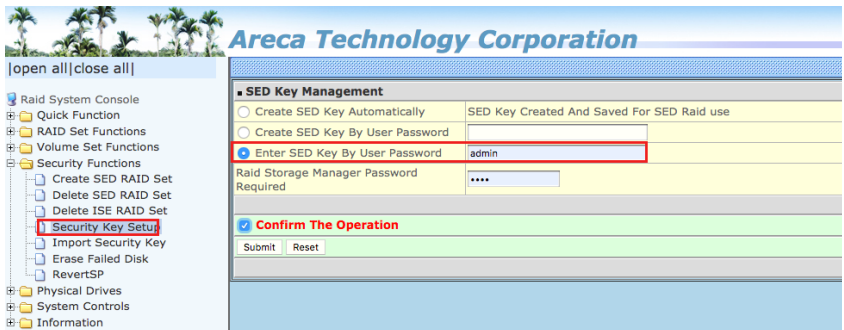 Areca Technology Corporation
|open all|close all|
Raid System Console
Quick Function
RAID Set Functions
Volume Set Functions
Security Functions
Create SED RAID Set
Delete SED RAID Set
Delete ISE RAID Set
Security Key Setup
Import Security Key
Erase Failed Disk
RevertSP
Physical Drives
System Controls
Information
SED Key Management
Create SED Key Automatically SED Key Created And Saved For SED Raid use
Create SED Key By User Password
Enter SED Key By User Password admin
Raid Storage Manager Password
Required ••••
Confirm The Operation
Submit Reset